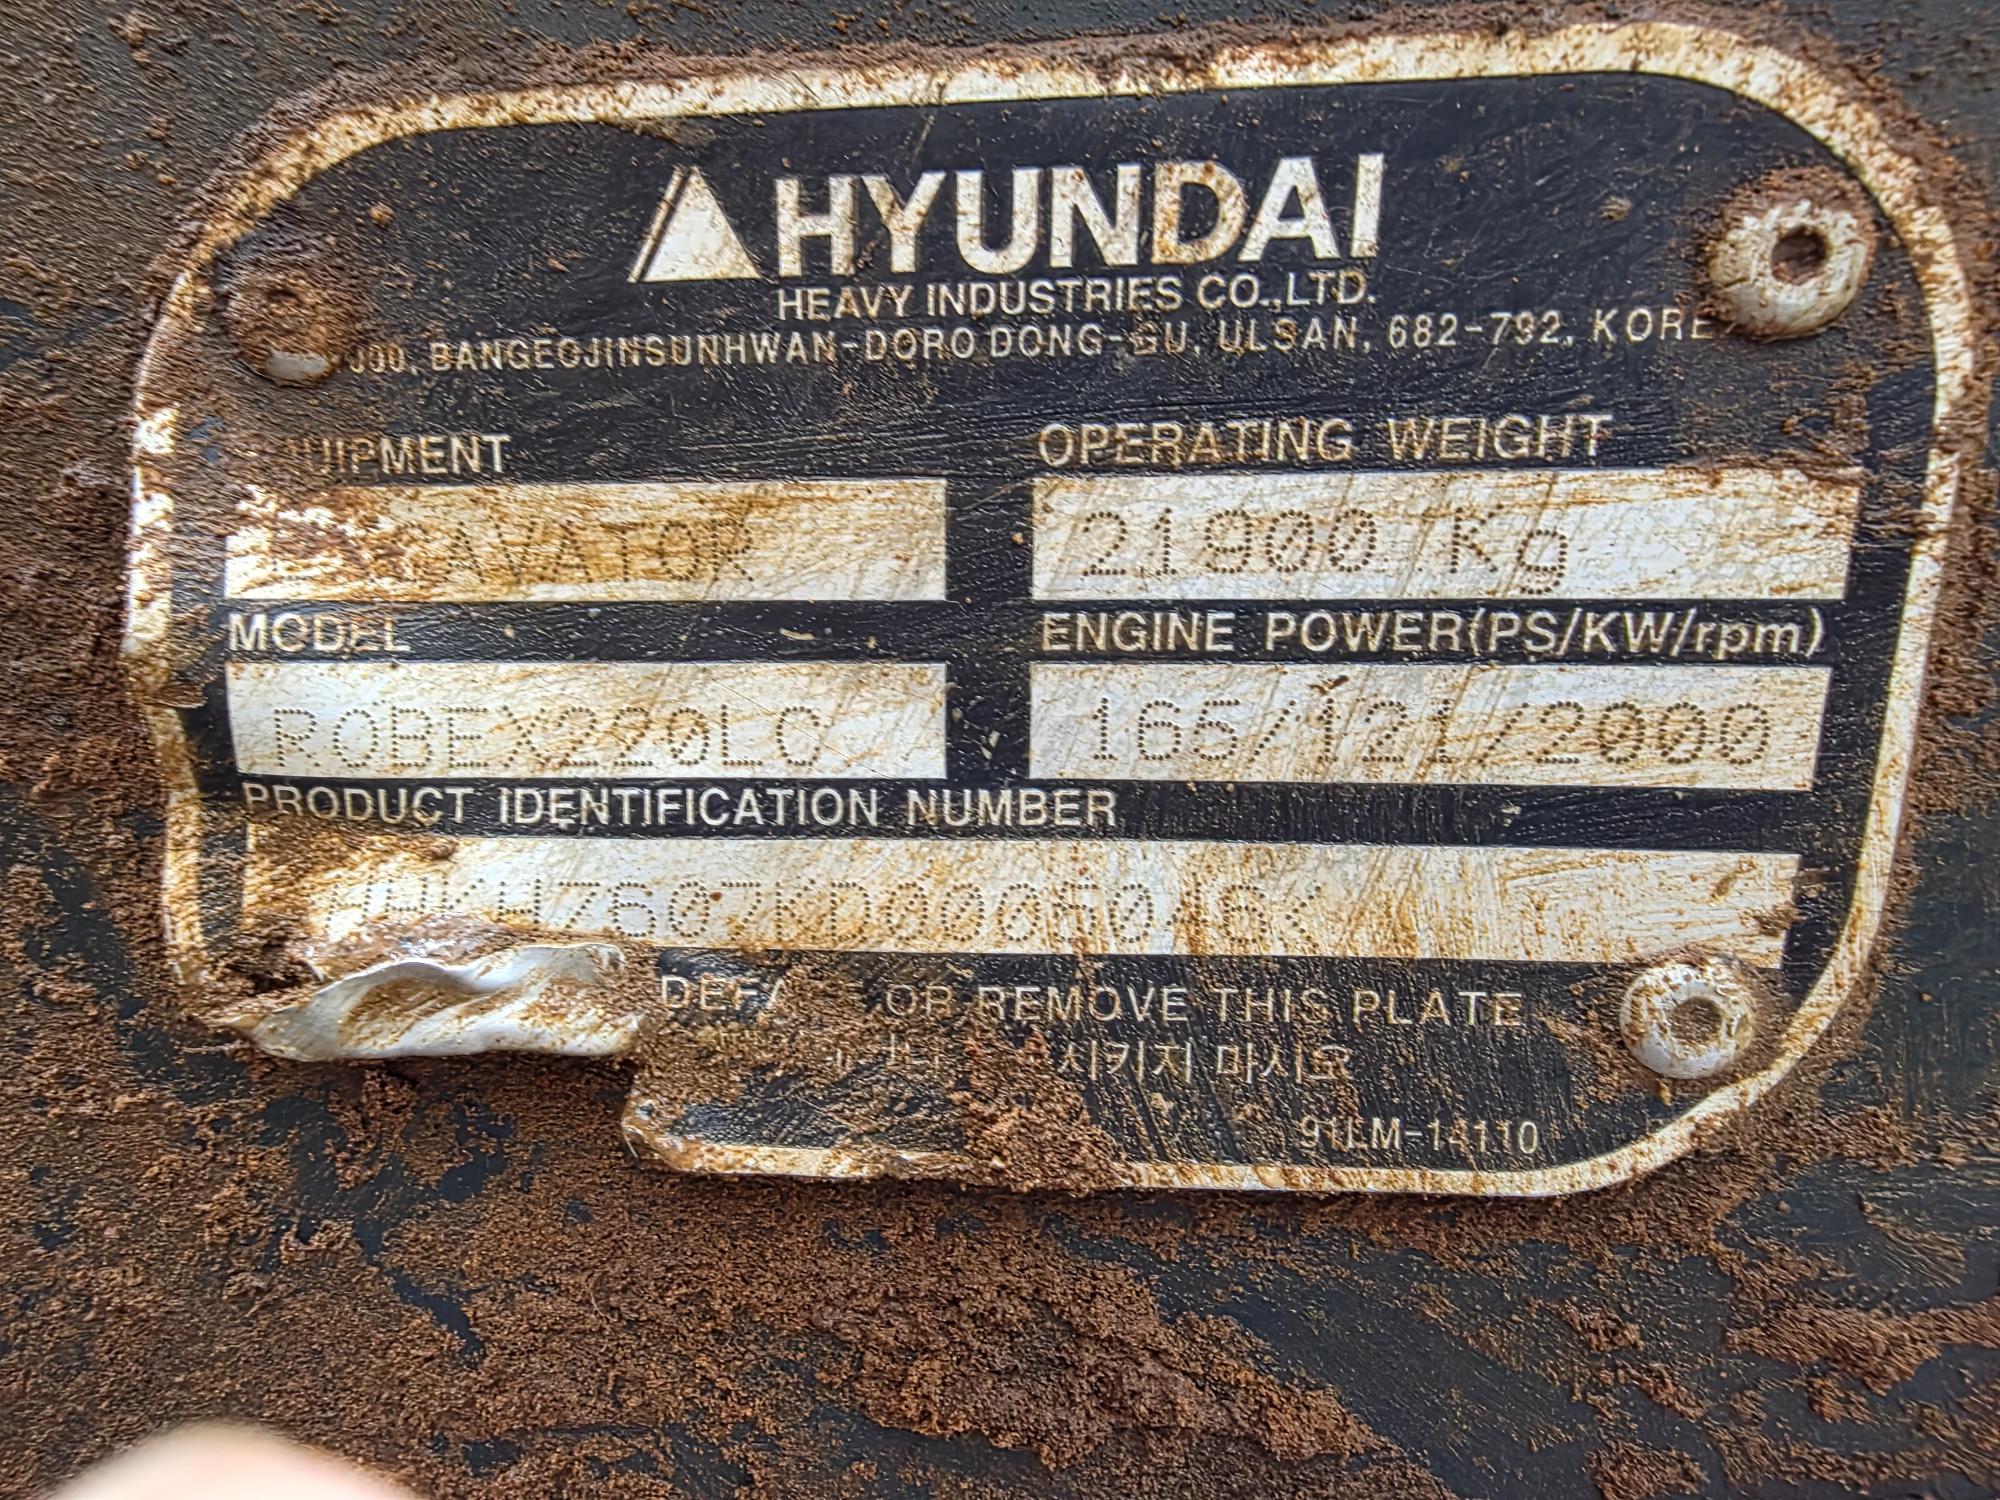 HYUNDAI
HEAVY INDUSTRIES CO.,LTD.
BANGEOJINSUNHWAN-DORO DONG-GU, ULSAN, 682-792, KORE
EQUIPMENT
OPERATING WEIGHT
EXCAVATOR
21900 Kg
MODEL
ENGINE POWER(PS/KW/rpm)
ROBEX220LC
165/121/2000
PRODUCT IDENTIFICATION NUMBER
OR REMOVE THIS PLATE
시키지 마시오